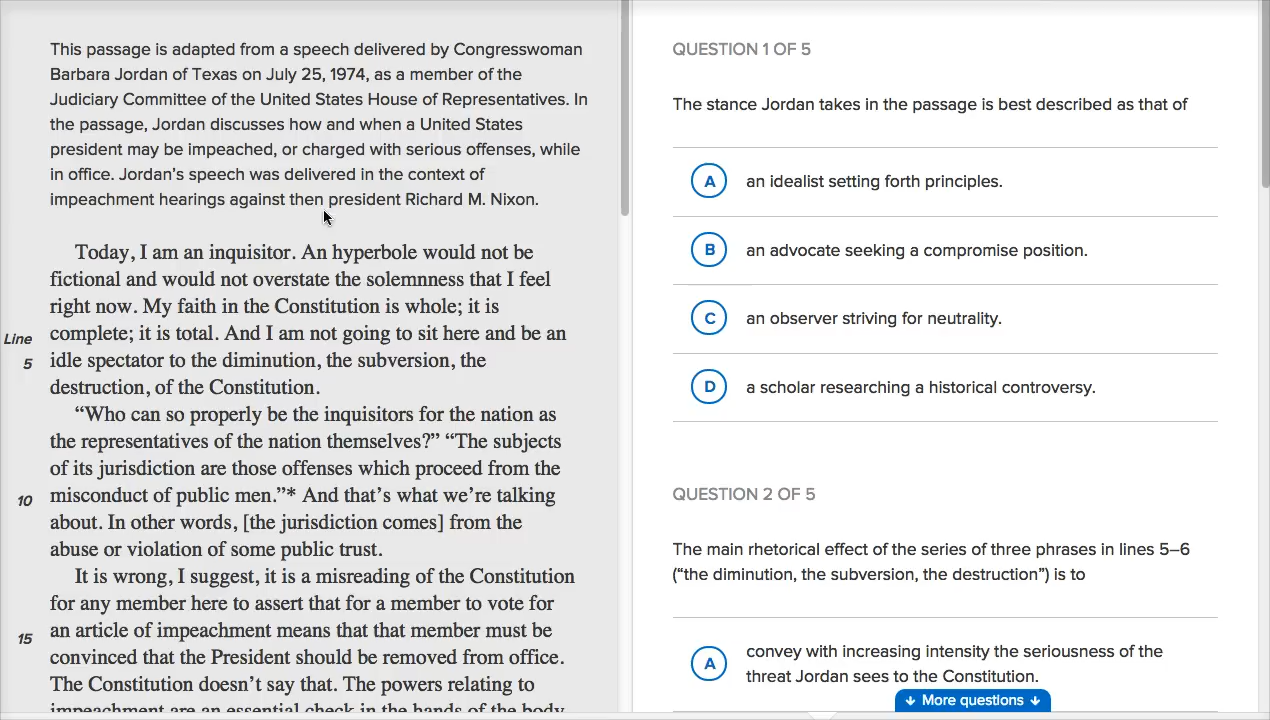 This passage is adapted from a speech delivered by Congresswoman
Barbara Jordan of Texas on July 25, 1974, as a member of the
Judiciary Committee of the United States House of Representatives. In
the passage, Jordan discusses how and when a United States
president may be impeached, or charged with serious offenses, while
in office. Jordan's speech was delivered in the context of
impeachment hearings against then president Richard M. Nixon.
Today, I am an inquisitor. An hyperbole would not be
fictional and would not overstate the solemnness that I feel
right now. My faith in the Constitution is whole; it is
Line complete; it is total. And I am not going to sit here and be an
5 idle spectator to the diminution, the subversion, the
destruction, of the Constitution.
“Who can so properly be the inquisitors for the nation as
the representatives of the nation themselves?” “The subjects
of its jurisdiction are those offenses which proceed from the
10 misconduct of public men.”* And that’s what we’re talking
about. In other words, [the jurisdiction comes] from the
abuse or violation of some public trust.
It is wrong, I suggest, it is a misreading of the Constitution
for any member here to assert that for a member to vote for
15 an article of impeachment means that that member must be
convinced that the President should be removed from office.
The Constitution doesn’t say that. The powers relating to
impeachment are an essential check in the hands of the body
QUESTION 1 OF 5
The stance Jordan takes in the passage is best described as that of
A an idealist setting forth principles.
B an advocate seeking a compromise position.
C an observer striving for neutrality.
D a scholar researching a historical controversy.
QUESTION 2 OF 5
The main rhetorical effect of the series of three phrases in lines 5–6
(“the diminution, the subversion, the destruction”) is to
A convey with increasing intensity the seriousness of the
threat Jordan sees to the Constitution.
↓ More questions ↓